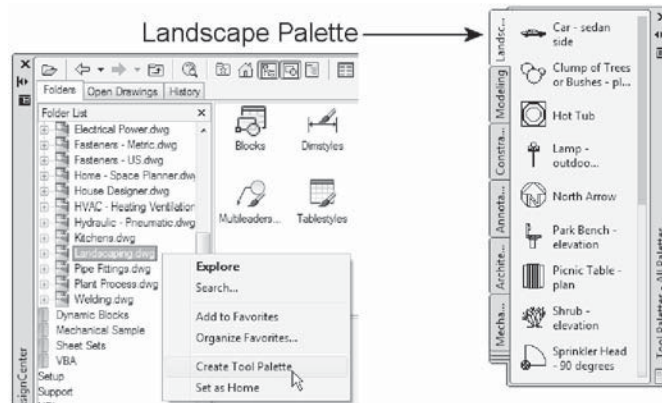 Landscape Palette
Folders Open Drawings History
Folder List
Electrical Power.dwg
Fasteners - Metric.dwg
Fasteners - US.dwg
Home - Space Planner.dwg
House Designer.dwg
HVAC - Heating Ventilation
Hydraulic - Pneumatic.dwg
Kitchens.dwg
Landscaping.dwg
Pipe Fittings.dwg
Plant Process.dwg
Welding.dwg
Dynamic Blocks
Mechanical Sample
Sheet Sets
VBA
Setup
Support
Blocks
Dimstyles
Multileaders...
Tablestyles
Explore
Search...
Add to Favorites
Organize Favorites...
Create Tool Palette
Set as Home
signCenter
Landsc...
Modeling
Constra...
Annota...
Archite...
Mecha...
Car - sedan
side
Clump of Trees
or Bushes - pl...
Hot Tub
Lamp -
outdoo...
North Arrow
Park Bench -
elevation
Picnic Table -
plan
Shrub -
elevation
Sprinkler Head
- 90 degrees
Tool Palettes - All Palettes